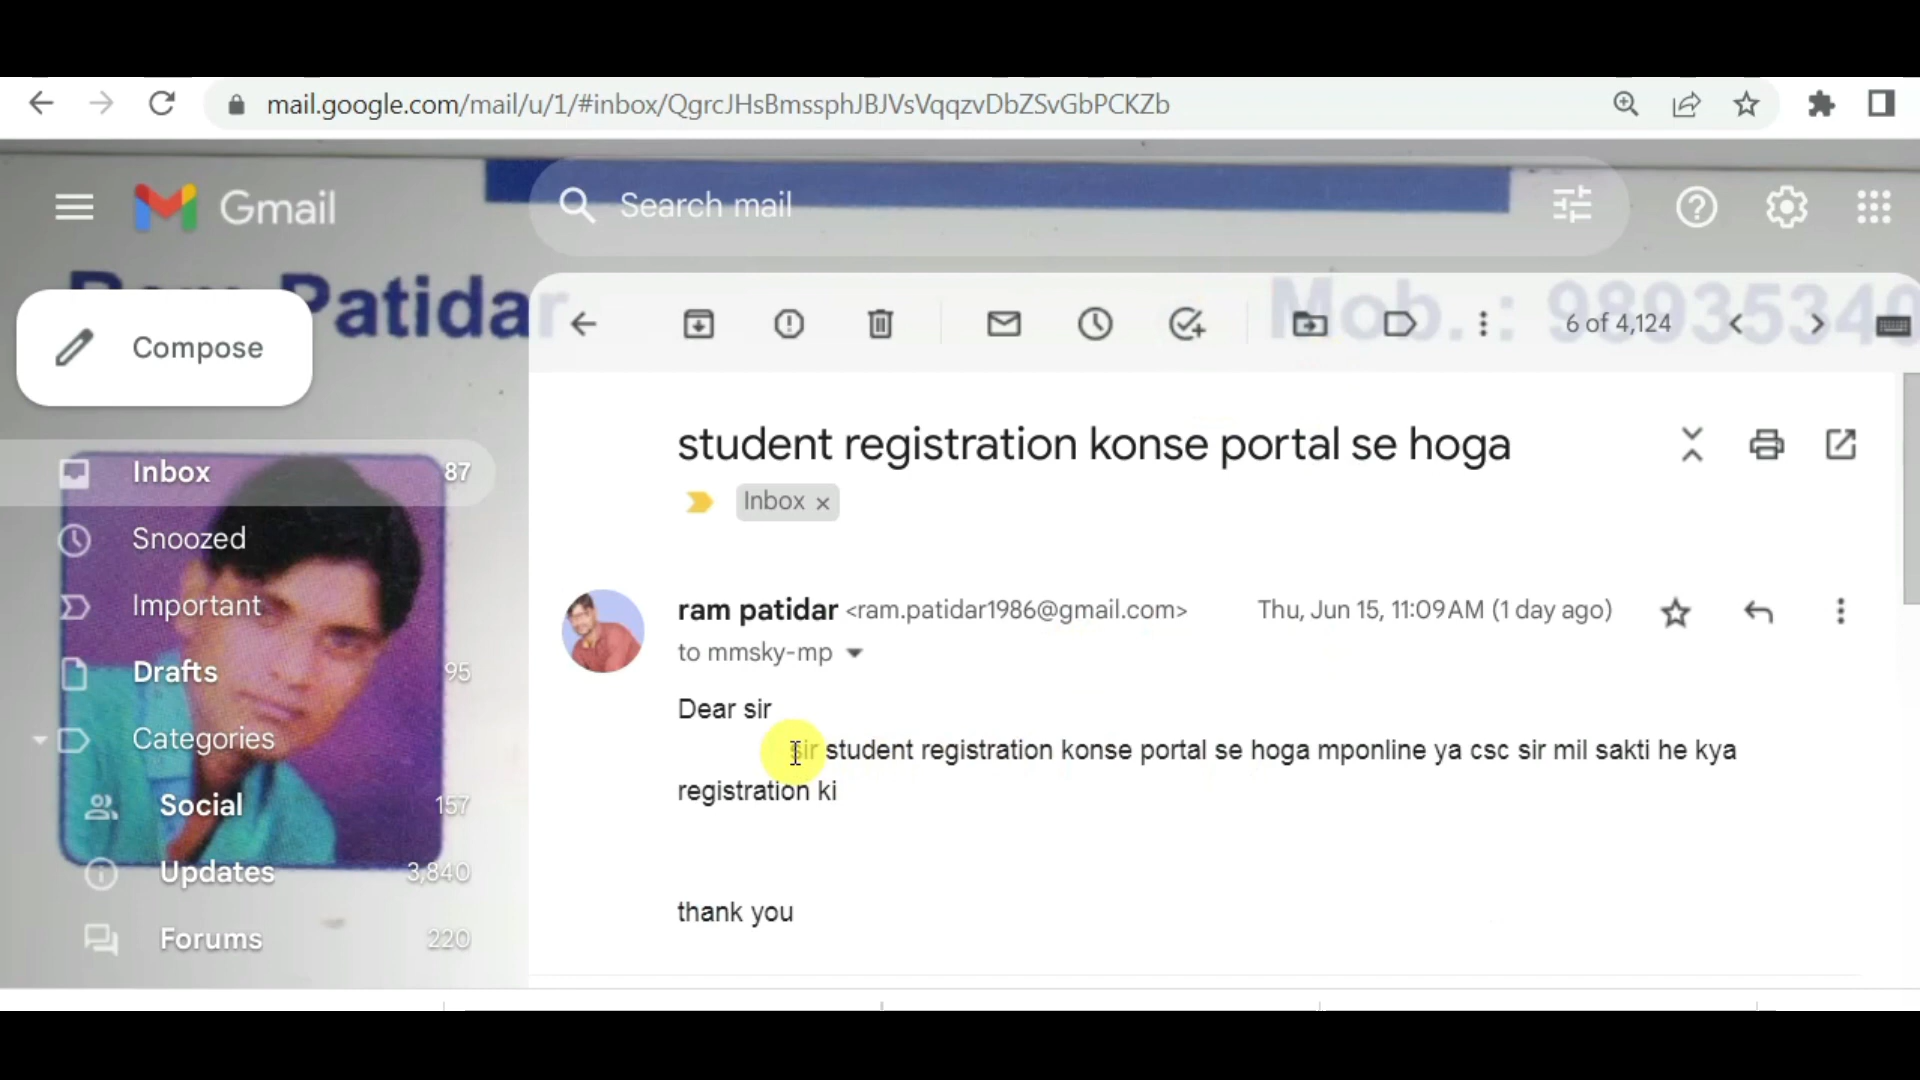 mail.google.com/mail/u/1/#inbox/QgrcJHsBmssphJBJVsVqqzvDbZSvGbPCKZb
Gmail
Search mail
Ram Patidar
Mob.: 98935340
Compose
6 of 4,124
student registration konse portal se hoga
Inbox 87
Inbox ×
Snoozed
Important
ram patidar <ram.patidar1986@gmail.com> Thu, Jun 15, 11:09 AM (1 day ago)
to mmsky-mp
Drafts 95
Dear sir
Categories
sir student registration konse portal se hoga mponline ya csc sir mil sakti he kya
registration ki
Social 157
Updates 3,840
thank you
Forums 220